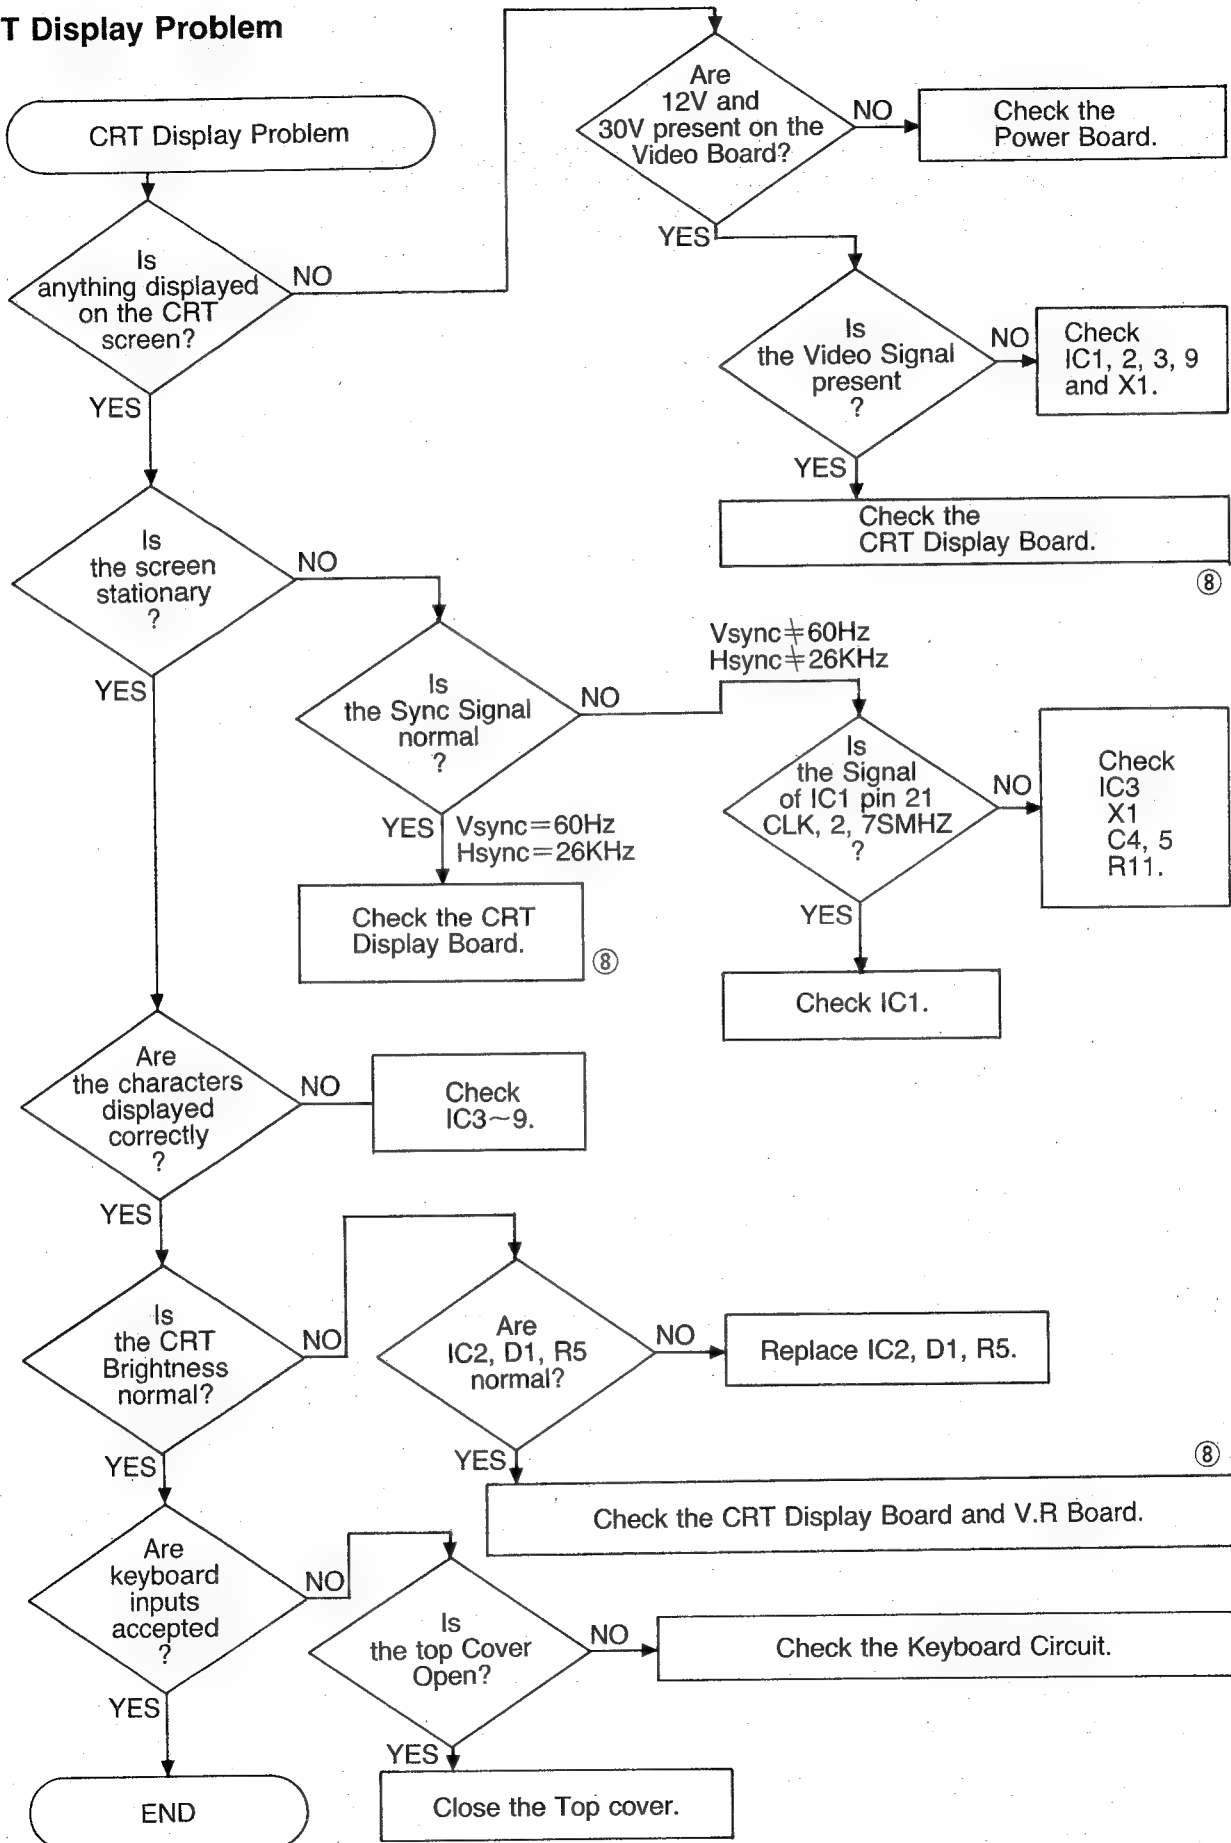 T Display Problem
CRT Display Problem
Is
anything displayed
on the CRT
screen?
NO
YES
Are
12V and
30V present on the
Video Board?
NO
Check the
Power Board.
YES
Is
the Video Signal
present
?
NO
Check
IC1, 2, 3, 9
and X1.
YES
Check the
CRT Display Board.
⑧
Is
the screen
stationary
?
NO
YES
Is
the Sync Signal
normal
?
NO
Vsync≠60Hz
Hsync≠26KHz
YES
Vsync=60Hz
Hsync=26KHz
Check the CRT
Display Board.
⑧
Is
the Signal
of IC1 pin 21
CLK, 2, 7SMHZ
?
NO
Check
IC3
X1
C4, 5
R11.
YES
Check IC1.
Are
the characters
displayed
correctly
?
NO
Check
IC3~9.
YES
Is
the CRT
Brightness
normal?
NO
Are
IC2, D1, R5
normal?
NO
Replace IC2, D1, R5.
YES
⑧
Check the CRT Display Board and V.R Board.
YES
Are
keyboard
inputs
accepted
?
NO
Is
the top Cover
Open?
NO
Check the Keyboard Circuit.
YES
Close the Top cover.
YES
END